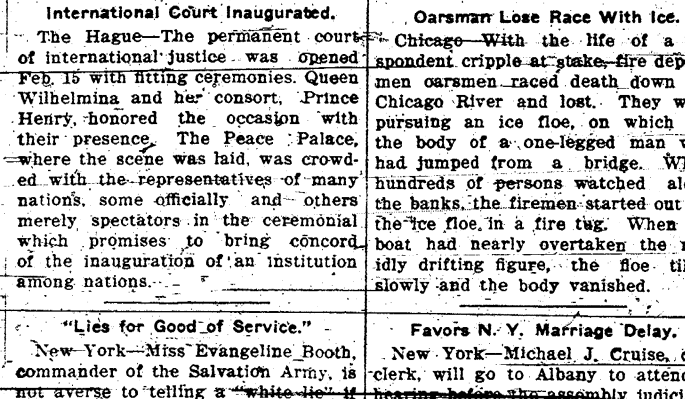 International Court Inaugurated.
The Hague—The permanent court
of international justice was opened
Feb. 15 with fitting ceremonies. Queen
Wilhelmina and her consort, Prince
Henry, honored the occasion with
their presence. The Peace Palace,
where the scene was laid, was crowd-
ed with the representatives of many
nations, some officially and others
merely spectators in the ceremonial
which promises to bring concord
of the inauguration of an institution
among nations.
"Lies for Good of Service."
New York—Miss Evangeline Booth,
commander of the Salvation Army, is
not averse to telling a "white lie" if
Oarsman Lose Race With Ice.
Chicago—With the life of a
spondent cripple at stake, fire dep
men oarsmen raced death down
Chicago River and lost. They w
pursuing an ice floe, on which
the body of a one-legged man
had jumped from a bridge. W
hundreds of persons watched al
the banks, the firemen started out
the ice floe in a fire tug. When
boat had nearly overtaken the
idly drifting figure, the floe ti
slowly and the body vanished.
Favors N. Y. Marriage Delay.
New York—Michael J. Cruise,
clerk, will go to Albany to atten
hearing before the assembly judici